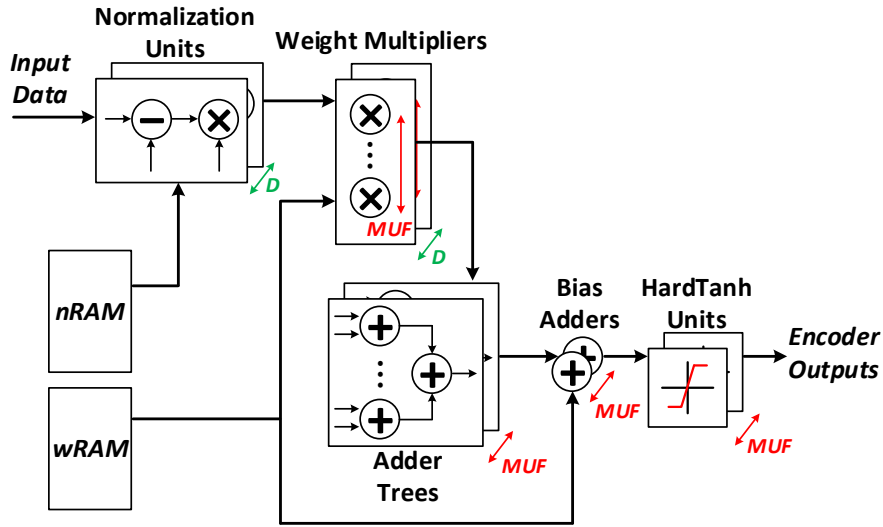 Normalization
Units
Weight Multipliers
Input
Data
D
MUF
D
nRAM
Bias
Adders
HardTanh
Units
Encoder
Outputs
MUF
wRAM
Adder
Trees
MUF
MUF